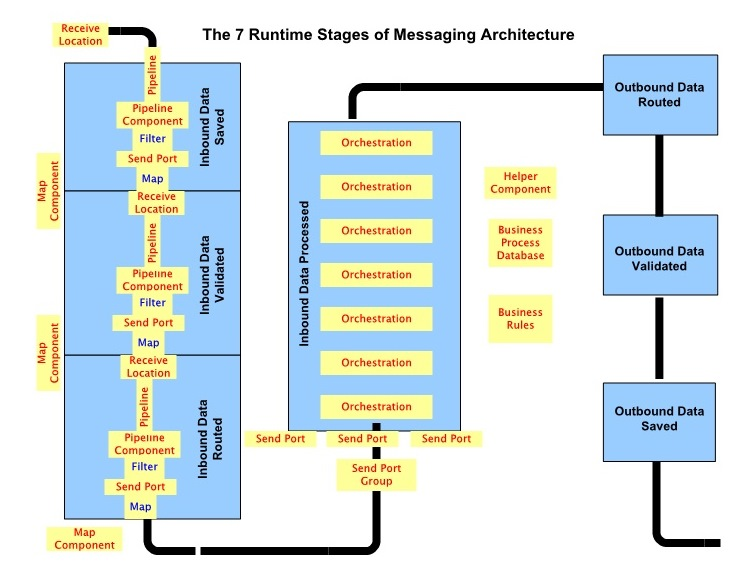 The 7 Runtime Stages of Messaging Architecture
Receive
Location
Pipeline
Pipeline
Component
Filter
Send Port
Map
Inbound Data
Saved
Map
Component
Receive
Location
Pipeline
Pipeline
Component
Filter
Send Port
Map
Inbound Data
Validated
Map
Component
Receive
Location
Pipeline
Pipeline
Component
Filter
Send Port
Map
Inbound Data
Routed
Map
Component
Inbound Data Processed
Orchestration
Orchestration
Orchestration
Orchestration
Orchestration
Orchestration
Orchestration
Send Port
Send Port
Send Port
Send Port
Group
Helper
Component
Business
Process
Database
Business
Rules
Outbound Data
Routed
Outbound Data
Validated
Outbound Data
Saved